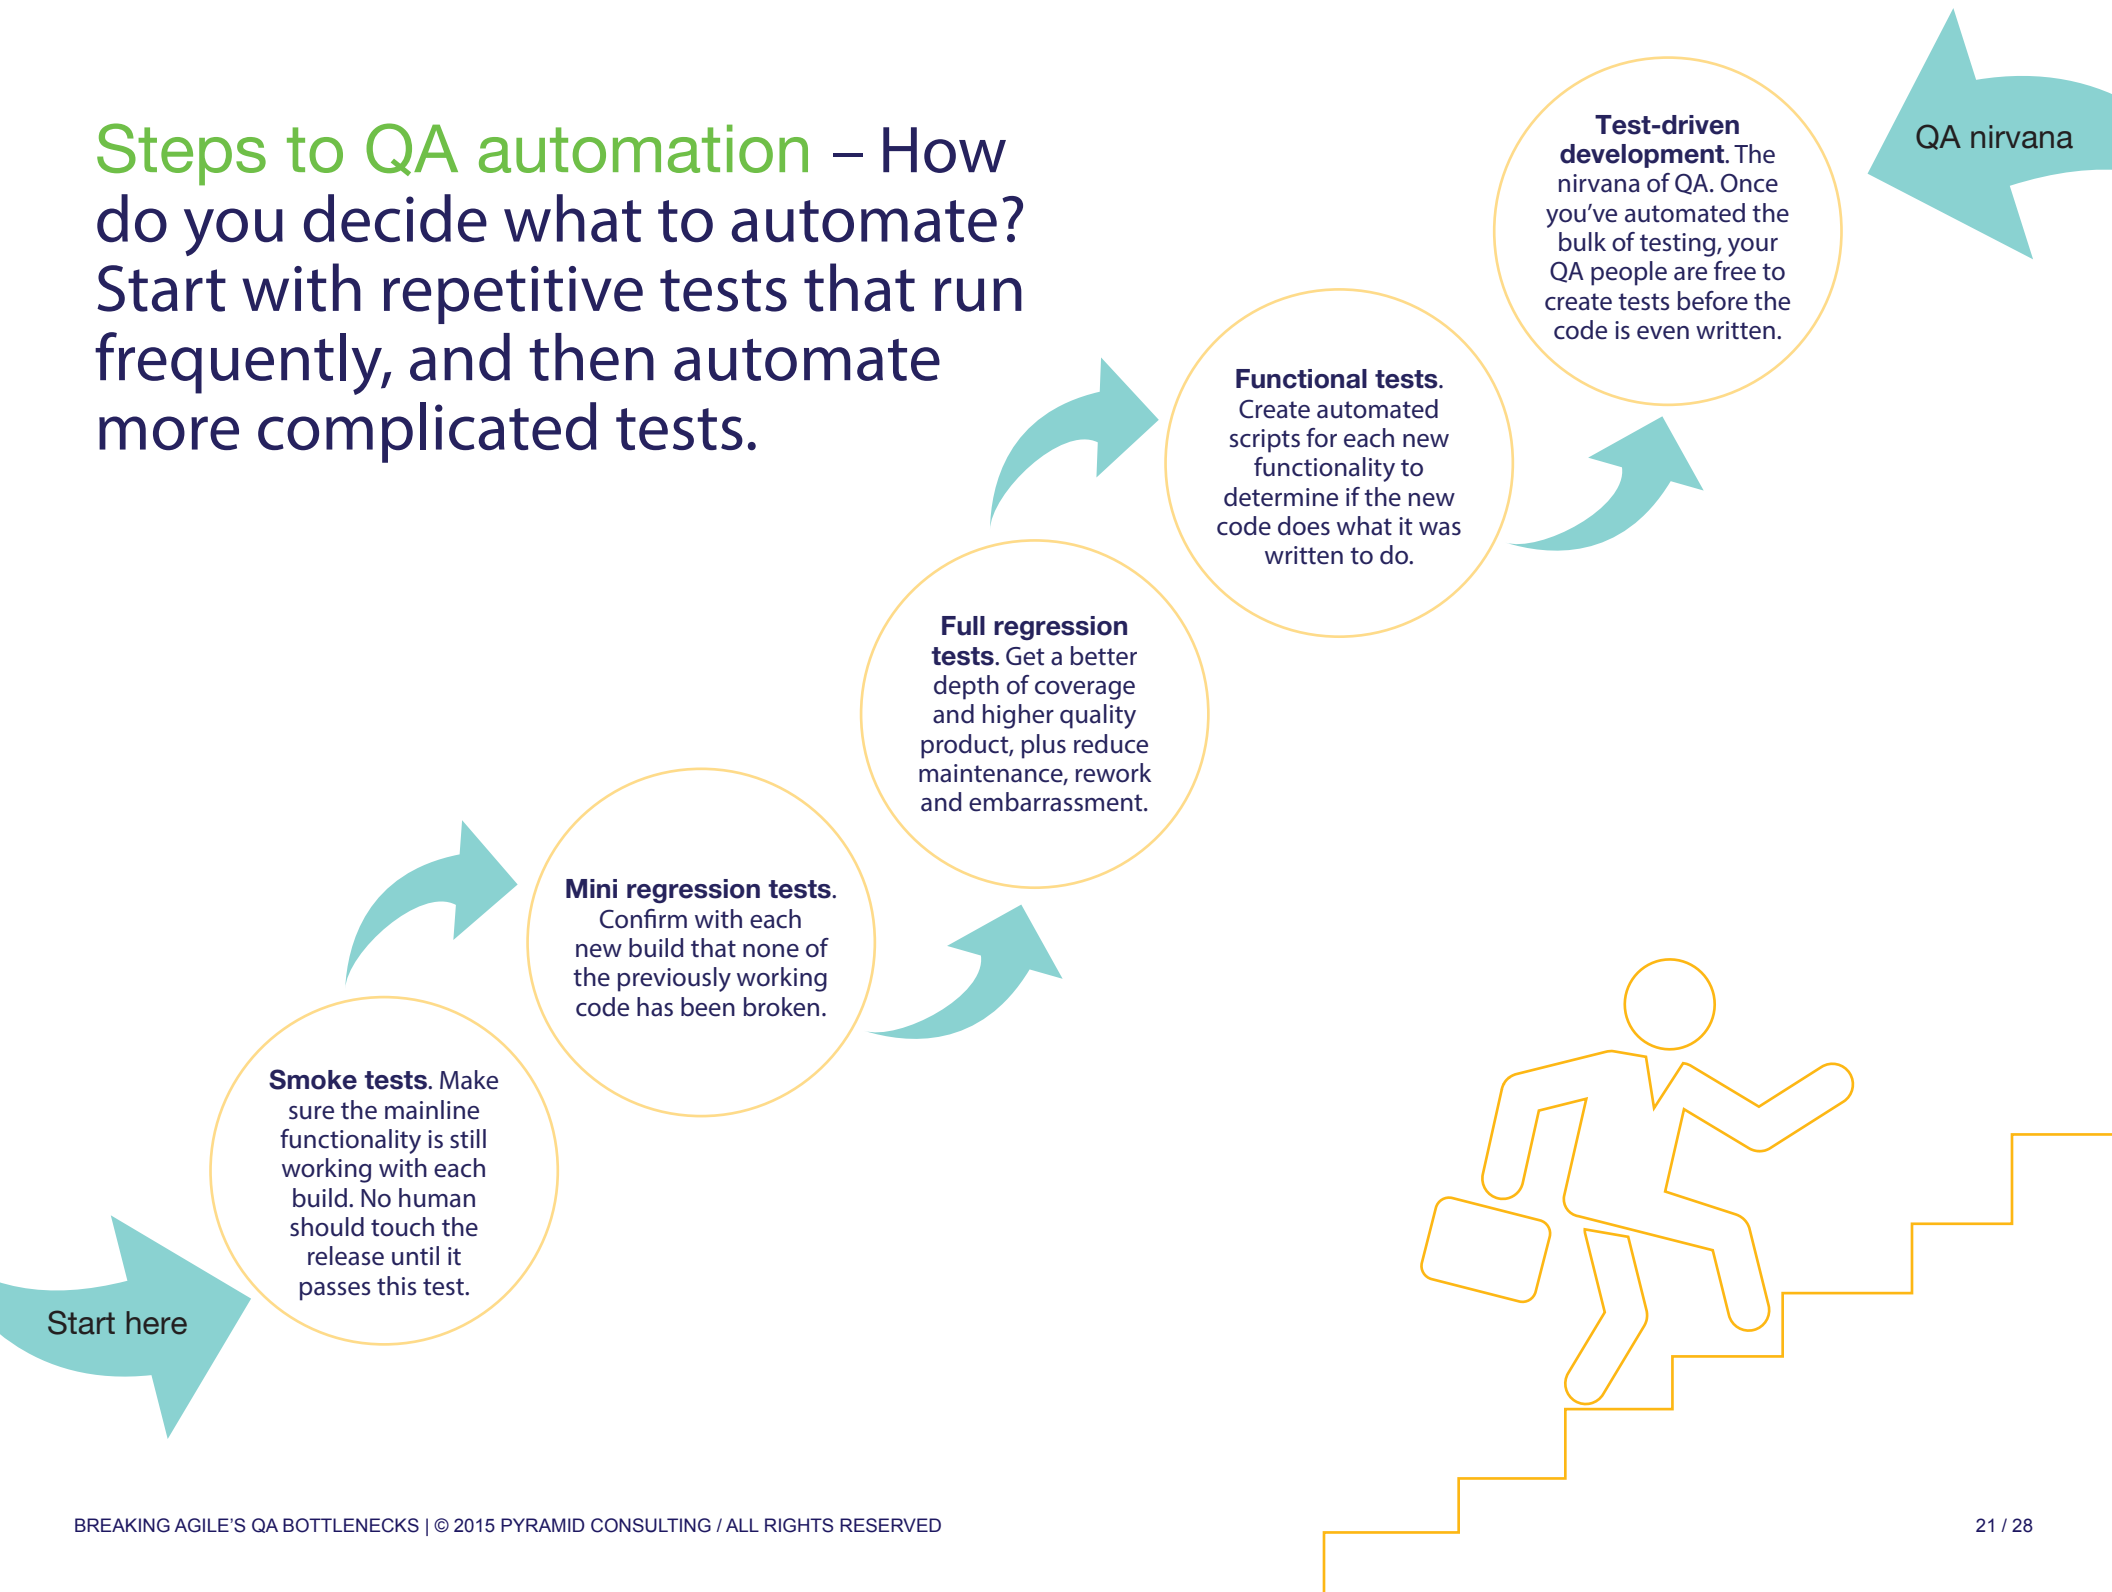 Steps to QA automation – How
do you decide what to automate?
Start with repetitive tests that run
frequently, and then automate
more complicated tests.
Start here
Smoke tests. Make
sure the mainline
functionality is still
working with each
build. No human
should touch the
release until it
passes this test.
Mini regression tests.
Confirm with each
new build that none of
the previously working
code has been broken.
Full regression
tests. Get a better
depth of coverage
and higher quality
product, plus reduce
maintenance, rework
and embarrassment.
Functional tests.
Create automated
scripts for each new
functionality to
determine if the new
code does what it was
written to do.
Test-driven
development. The
nirvana of QA. Once
you’ve automated the
bulk of testing, your
QA people are free to
create tests before the
code is even written.
QA nirvana
BREAKING AGILE’S QA BOTTLENECKS | © 2015 PYRAMID CONSULTING / ALL RIGHTS RESERVED
21 / 28